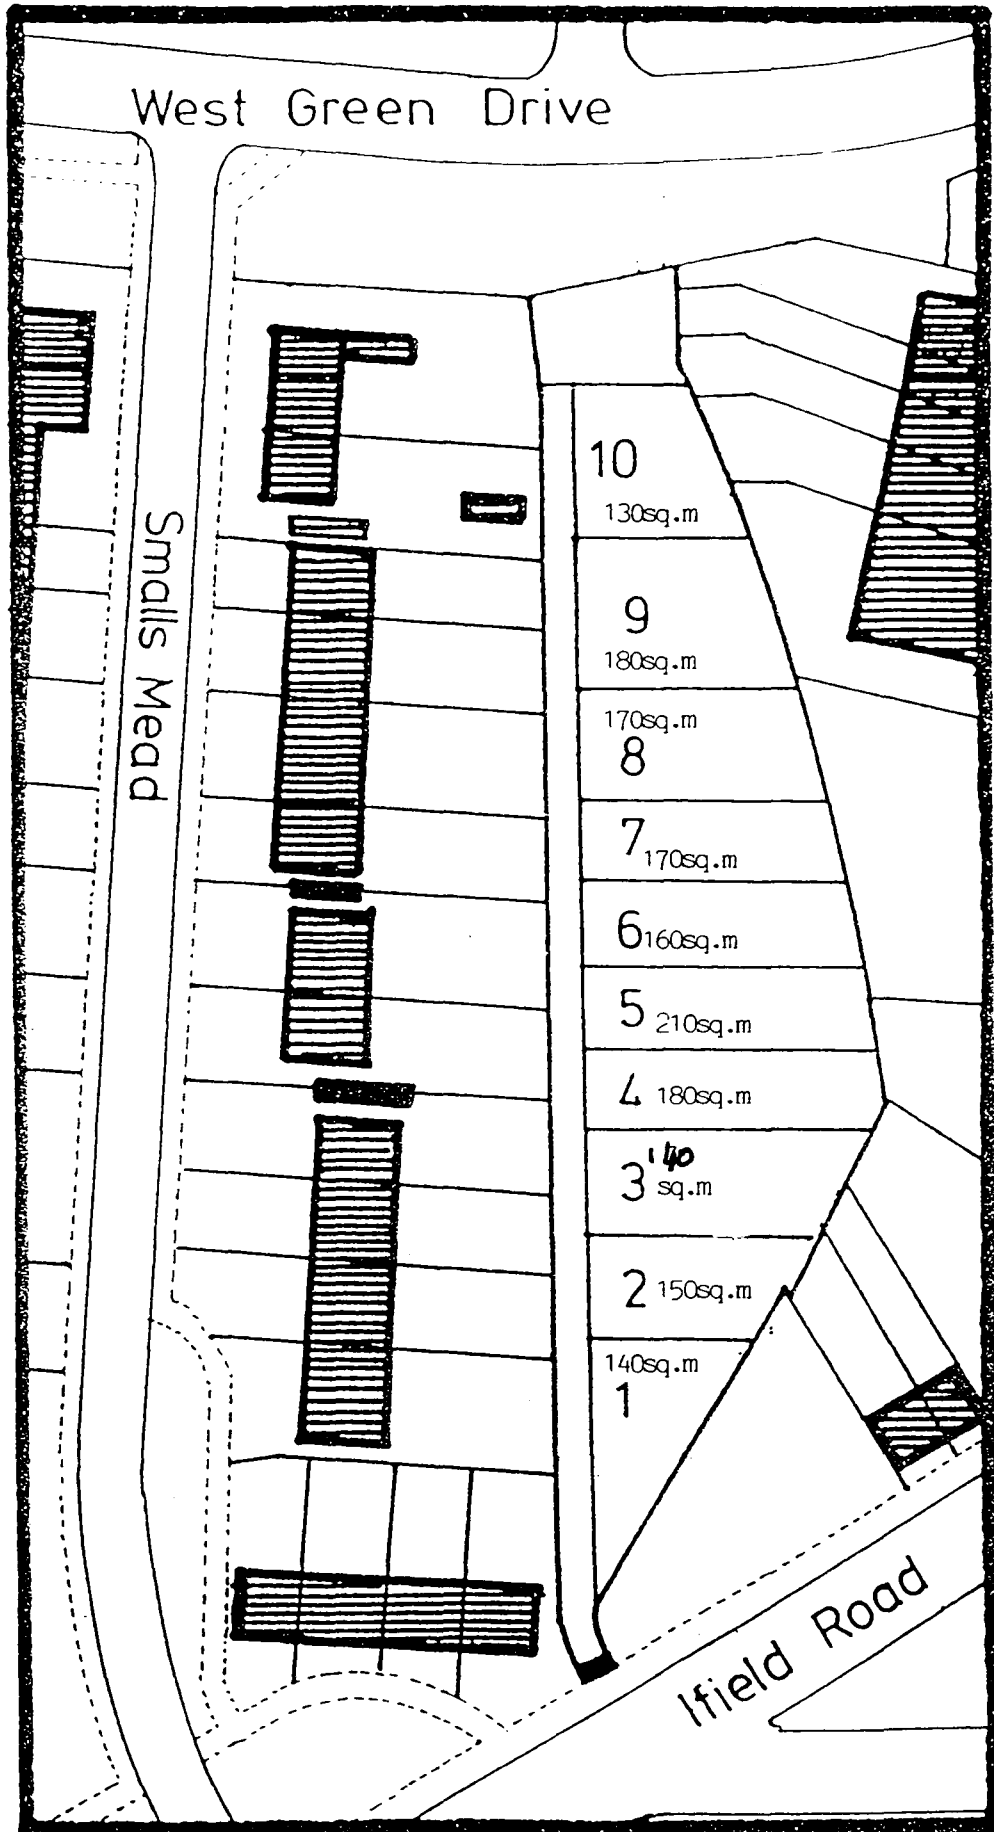 West Green Drive
Smalls Mead
10
130sq.m
9
180sq.m
170sq.m
8
7 170sq.m
6 160sq.m
5 210sq.m
4 180sq.m
3 140
sq.m
2 150sq.m
140sq.m
1
Ifield Road